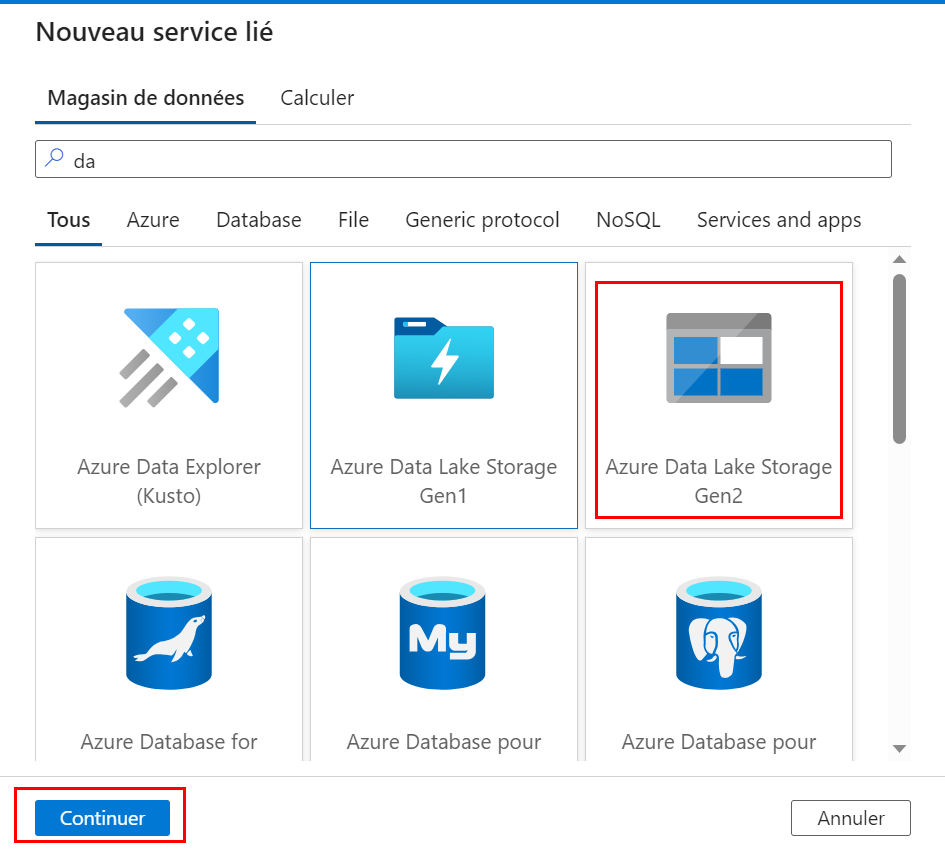 Nouveau service lié
Magasin de données Calculer
da
Tous Azure Database File Generic protocol NoSQL Services and apps
Azure Data Explorer
(Kusto)
Azure Data Lake Storage
Gen1
Azure Data Lake Storage
Gen2
My
Azure Database for
Azure Database pour
Azure Database pour
Continuer
Annuler